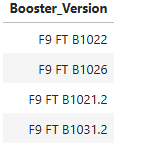 Booster_Version
F9 FT B1022
F9 FT B1026
F9 FT B1021.2
F9 FT B1031.2